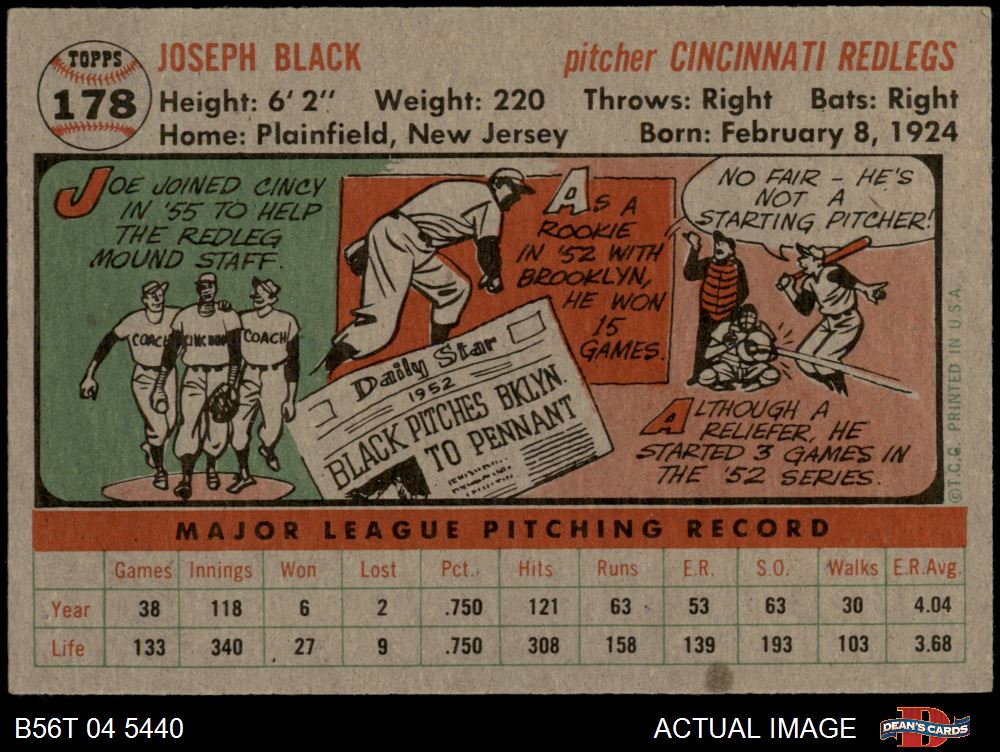 TOPPS
178
JOSEPH BLACK
pitcher CINCINNATI REDLEGS
Height: 6' 2" Weight: 220 Throws: Right Bats: Right
Home: Plainfield, New Jersey Born: February 8, 1924
JOE JOINED CINCY
IN '55 TO HELP
THE REDLEG
MOUND STAFF.
COACH
CINCINN
COACH
AS A
ROOKIE
IN '52 WITH
BROOKLYN,
HE WON
15
GAMES.
Daily Star
1952
BLACK PITCHES BKLYN.
TO PENNANT
NO FAIR - HE'S
NOT A
STARTING PITCHER!
ALTHOUGH A
RELIEFER, HE
STARTED 3 GAMES IN
THE '52 SERIES.
©T.C.G. PRINTED IN U.S.A.
MAJOR LEAGUE PITCHING RECORD
Games Innings Won Lost Pct. Hits Runs E.R. S.O. Walks E.R.Avg.
Year 38 118 6 2 .750 121 63 53 63 30 4.04
Life 133 340 27 9 .750 308 158 139 193 103 3.68
B56T 04 5440
ACTUAL IMAGE
DEAN'S CARDS